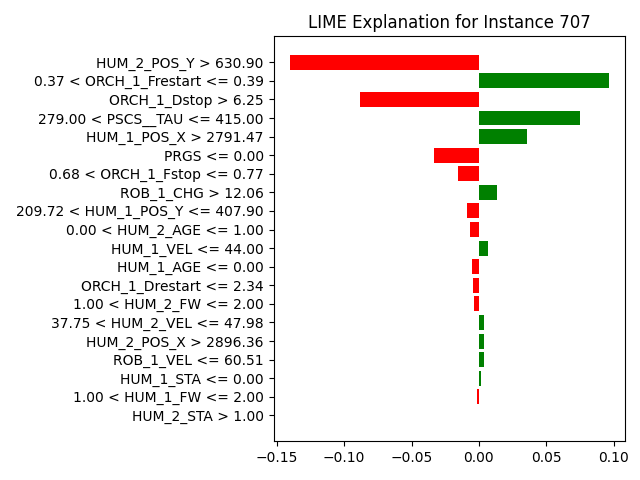 LIME Explanation for Instance 707
HUM_2_POS_Y > 630.90
0.37 < ORCH_1_Frestart <= 0.39
ORCH_1_Dstop > 6.25
279.00 < PSCS__TAU <= 415.00
HUM_1_POS_X > 2791.47
PRGS <= 0.00
0.68 < ORCH_1_Fstop <= 0.77
ROB_1_CHG > 12.06
209.72 < HUM_1_POS_Y <= 407.90
0.00 < HUM_2_AGE <= 1.00
HUM_1_VEL <= 44.00
HUM_1_AGE <= 0.00
ORCH_1_Drestart <= 2.34
1.00 < HUM_2_FW <= 2.00
37.75 < HUM_2_VEL <= 47.98
HUM_2_POS_X > 2896.36
ROB_1_VEL <= 60.51
HUM_1_STA <= 0.00
1.00 < HUM_1_FW <= 2.00
HUM_2_STA > 1.00
−0.15 −0.10 −0.05 0.00 0.05 0.10